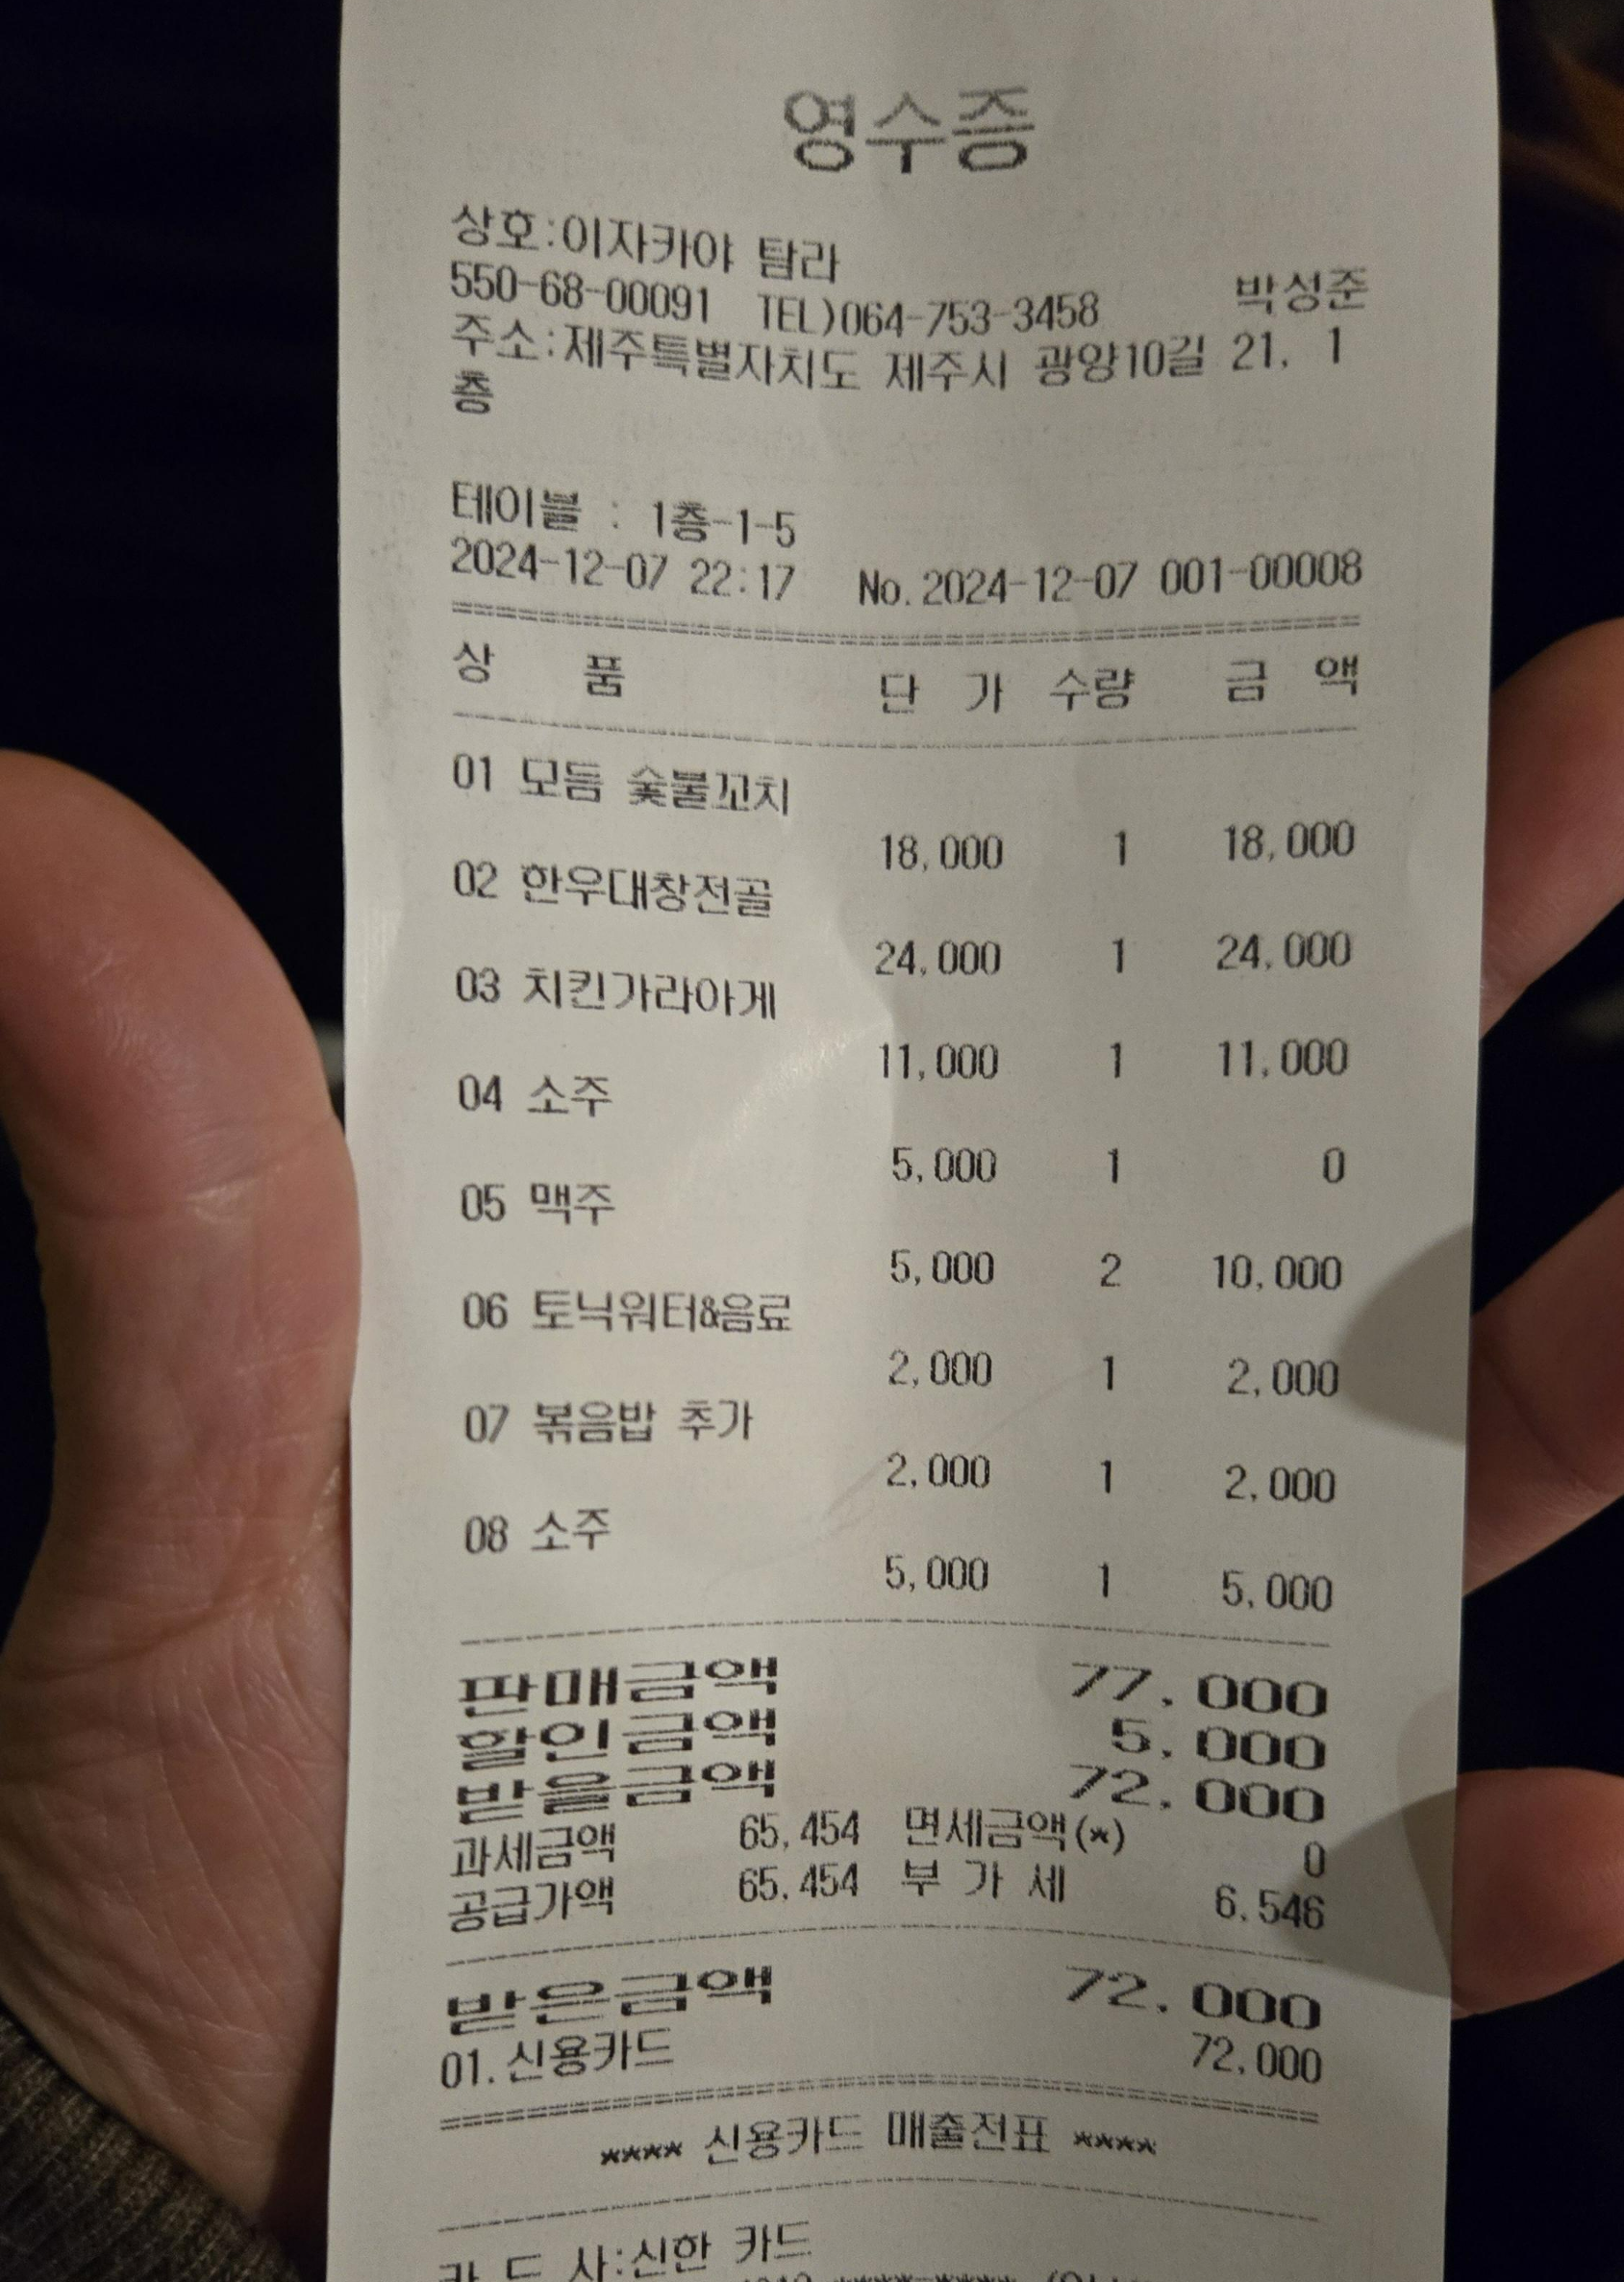 영수증
상호:이자카야 탐라
550-68-00091 TEL)064-753-3458 박성준
주소:제주특별자치도 제주시 광양10길 21, 1
층
테이블 : 1층-1-5
2024-12-07 22:17 No.2024-12-07 001-00008
상 품 단 가 수량 금 액
01 모듬 숯불꼬치
18,000 1 18,000
02 한우대창전골
24,000 1 24,000
03 치킨가라아게
11,000 1 11,000
04 소주
5,000 1 0
05 맥주
5,000 2 10,000
06 토닉워터&음료
2,000 1 2,000
07 볶음밥 추가
2,000 1 2,000
08 소주
5,000 1 5,000
판매금액 77,000
할인금액 5,000
받을금액 72,000
과세금액 65,454 면세금액(*) 0
공급가액 65,454 부 가 세 6,546
받은금액 72,000
01.신용카드 72,000
**** 신용카드 매출전표 ****
카 드 사:신한 카드